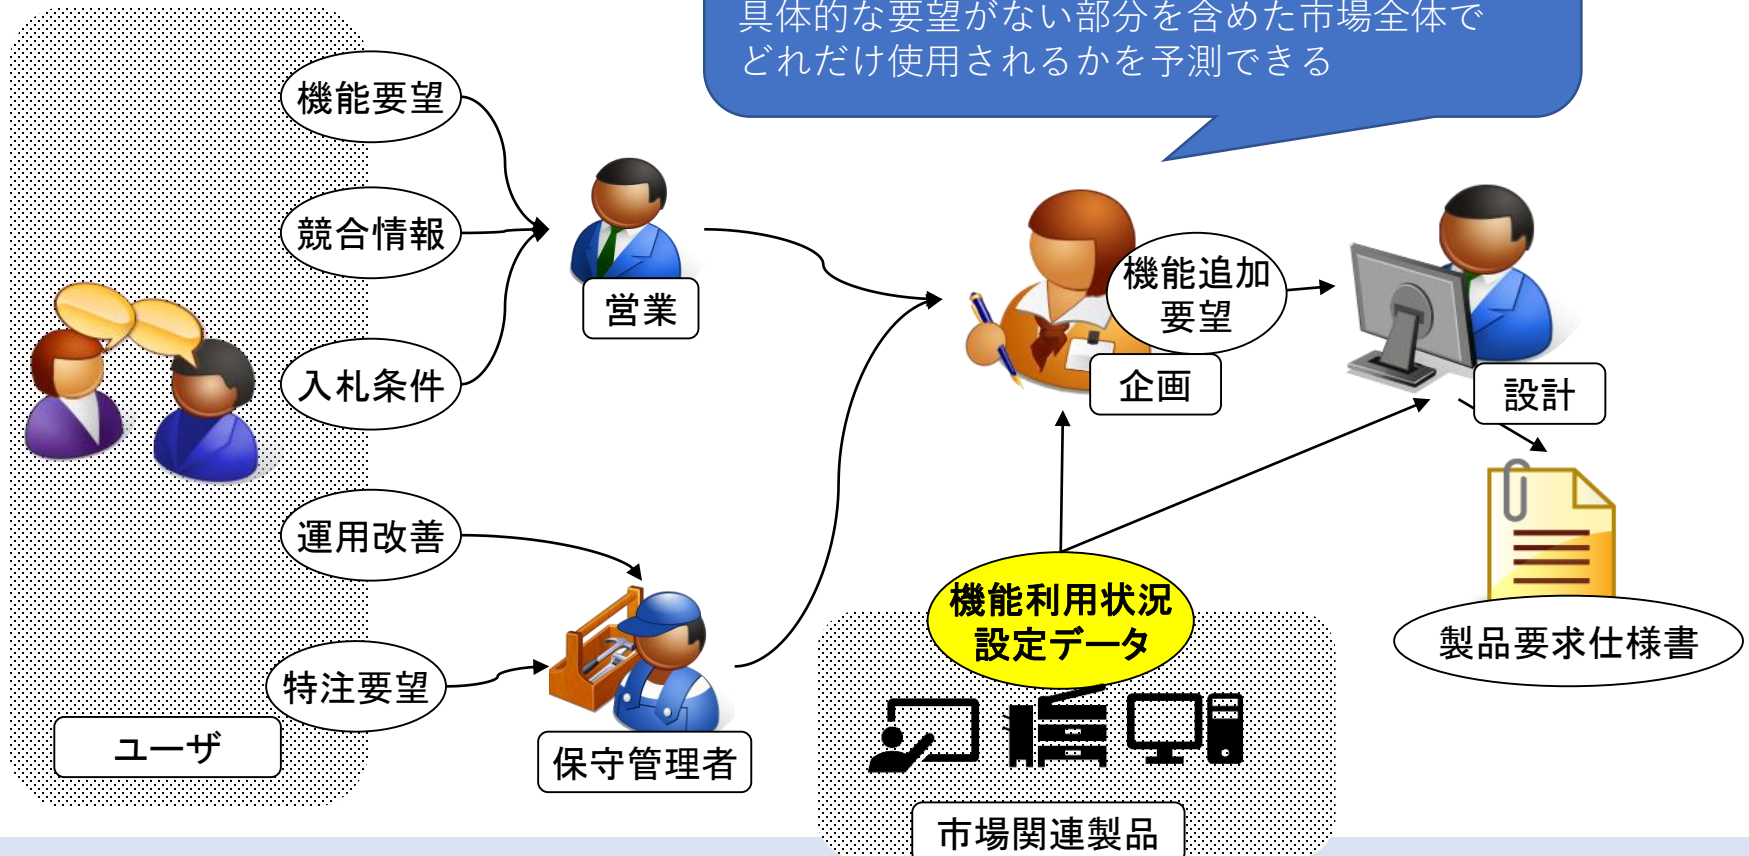 具体的な要望がない部分を含めた市場全体で
どれだけ使用されるかを予測できる
機能要望
競合情報
入札条件
運用改善
特注要望
ユーザ
営業
保守管理者
機能追加
要望
企画
設計
機能利用状況
設定データ
市場関連製品
製品要求仕様書